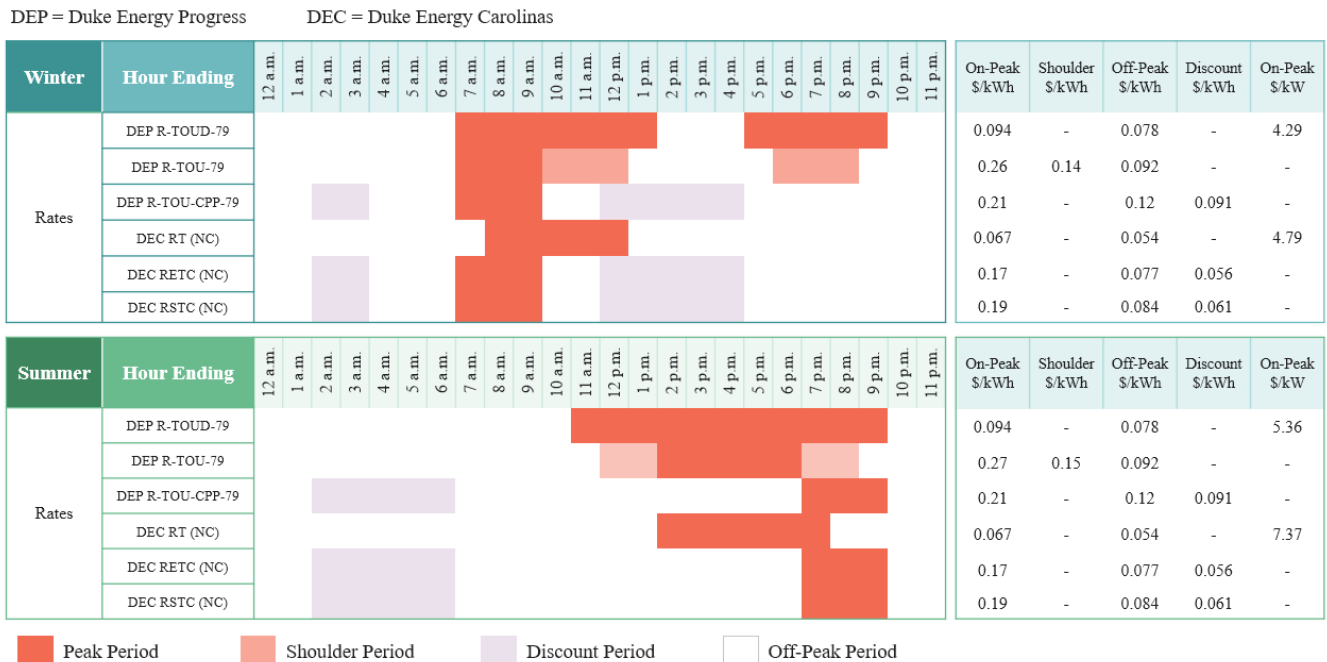 DEP = Duke Energy Progress DEC = Duke Energy Carolinas
Winter Hour Ending 12 a.m. 1 a.m. 2 a.m. 3 a.m. 4 a.m. 5 a.m. 6 a.m. 7 a.m. 8 a.m. 9 a.m. 10 a.m. 11 a.m. 12 p.m. 1 p.m. 2 p.m. 3 p.m. 4 p.m. 5 p.m. 6 p.m. 7 p.m. 8 p.m. 9 p.m. 10 p.m. 11 p.m.
On-Peak Shoulder Off-Peak Discount On-Peak
$/kWh $/kWh $/kWh $/kWh $/kW
Rates
DEP R-TOUD-79 0.094 - 0.078 - 4.29
DEP R-TOU-79 0.26 0.14 0.092 - -
DEP R-TOU-CPP-79 0.21 - 0.12 0.091 -
DEC RT (NC) 0.067 - 0.054 - 4.79
DEC RETC (NC) 0.17 - 0.077 0.056 -
DEC RSTC (NC) 0.19 - 0.084 0.061 -
Summer Hour Ending 12 a.m. 1 a.m. 2 a.m. 3 a.m. 4 a.m. 5 a.m. 6 a.m. 7 a.m. 8 a.m. 9 a.m. 10 a.m. 11 a.m. 12 p.m. 1 p.m. 2 p.m. 3 p.m. 4 p.m. 5 p.m. 6 p.m. 7 p.m. 8 p.m. 9 p.m. 10 p.m. 11 p.m.
On-Peak Shoulder Off-Peak Discount On-Peak
$/kWh $/kWh $/kWh $/kWh $/kW
Rates
DEP R-TOUD-79 0.094 - 0.078 - 5.36
DEP R-TOU-79 0.27 0.15 0.092 - -
DEP R-TOU-CPP-79 0.21 - 0.12 0.091 -
DEC RT (NC) 0.067 - 0.054 - 7.37
DEC RETC (NC) 0.17 - 0.077 0.056 -
DEC RSTC (NC) 0.19 - 0.084 0.061 -
Peak Period Shoulder Period Discount Period Off-Peak Period